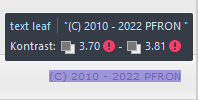 text leaf "(C) 2010 - 2022 PFRON "
Kontrast: 3.70 - 3.81
(C) 2010 - 2022 PFRON